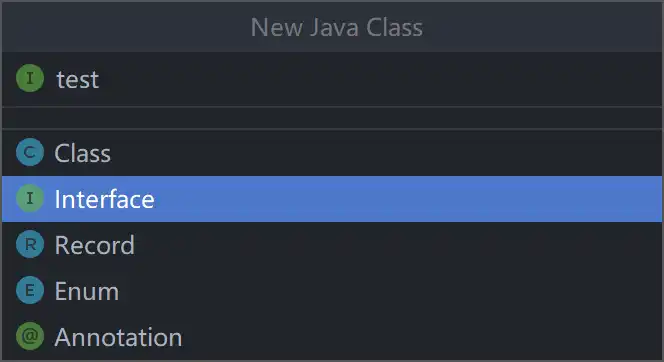 New Java Class
I test
C Class
I Interface
R Record
E Enum
@ Annotation